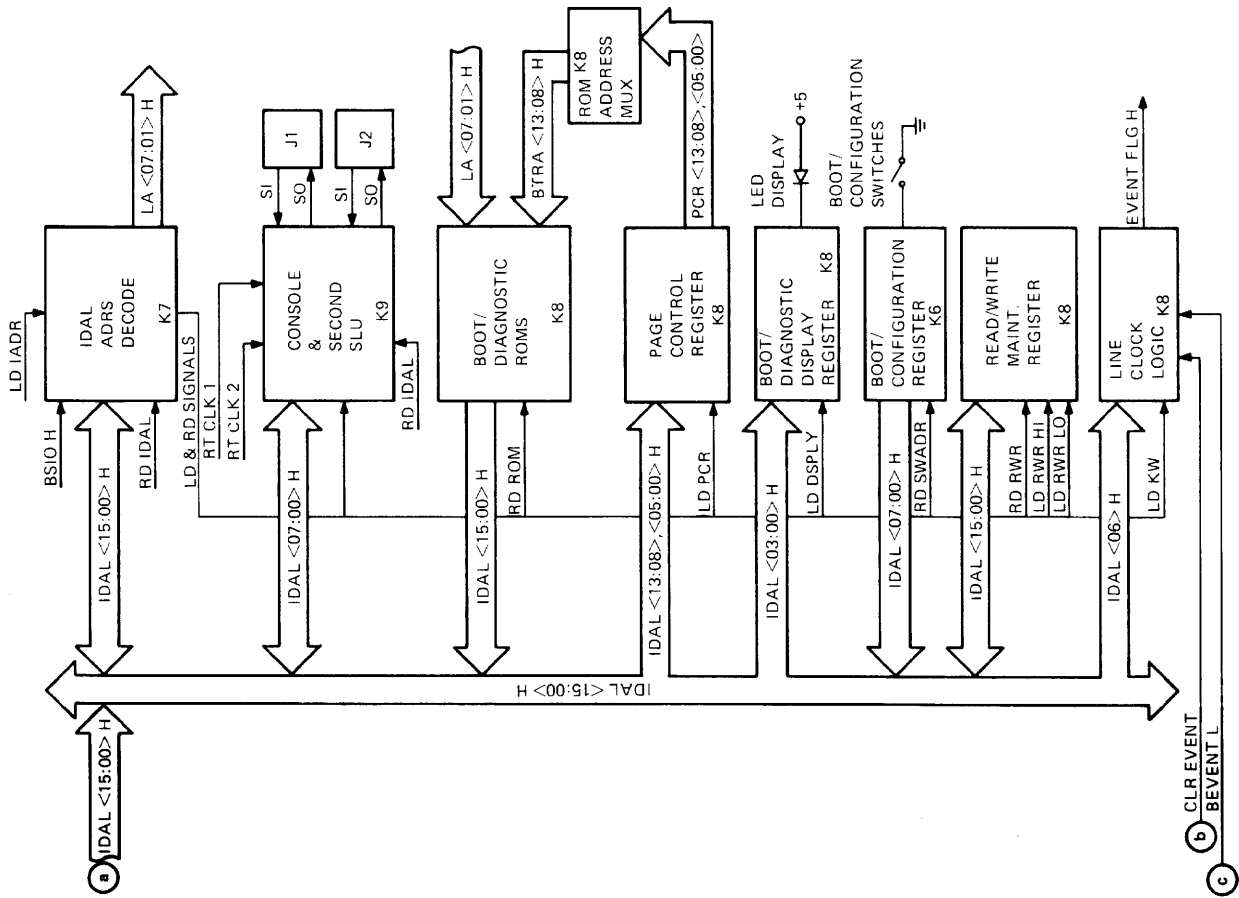 LD IADR
BSIO H
IDAL <15:00> H
RD IDAL
IDAL
ADRS
DECODE
K7
LA <07:01> H
LD & RD SIGNALS
RT CLK 1
RT CLK 2
IDAL <07:00> H
CONSOLE
&
SECOND
SLU
K9
RD IDAL
SI
SO
J1
SI
SO
J2
LA <07:01> H
BTRA <13:08> H
IDAL <15:00> H
RD ROM
BOOT/
DIAGNOSTIC
ROMS
K8
ROM K8
ADDRESS
MUX
IDAL <13:08>, <05:00> H
LD PCR
PAGE
CONTROL
REGISTER
K8
PCR <13:08>, <05:00>
IDAL <03:00> H
LD DSPLY
BOOT/
DIAGNOSTIC
DISPLAY
REGISTER
K8
LED
DISPLAY
+5
IDAL <07:00> H
RD SWADR
BOOT/
CONFIGURATION
REGISTER
K6
BOOT/
CONFIGURATION
SWITCHES
IDAL <15:00> H
RD RWR
LD RWR HI
LD RWR LO
READ/WRITE
MAINT.
REGISTER
K8
IDAL <06> H
LD KW
LINE
CLOCK
LOGIC
K8
EVENT FLG H
IDAL <15:00> H
a
IDAL <15:00> H
b
CLR EVENT
BEVENT L
c